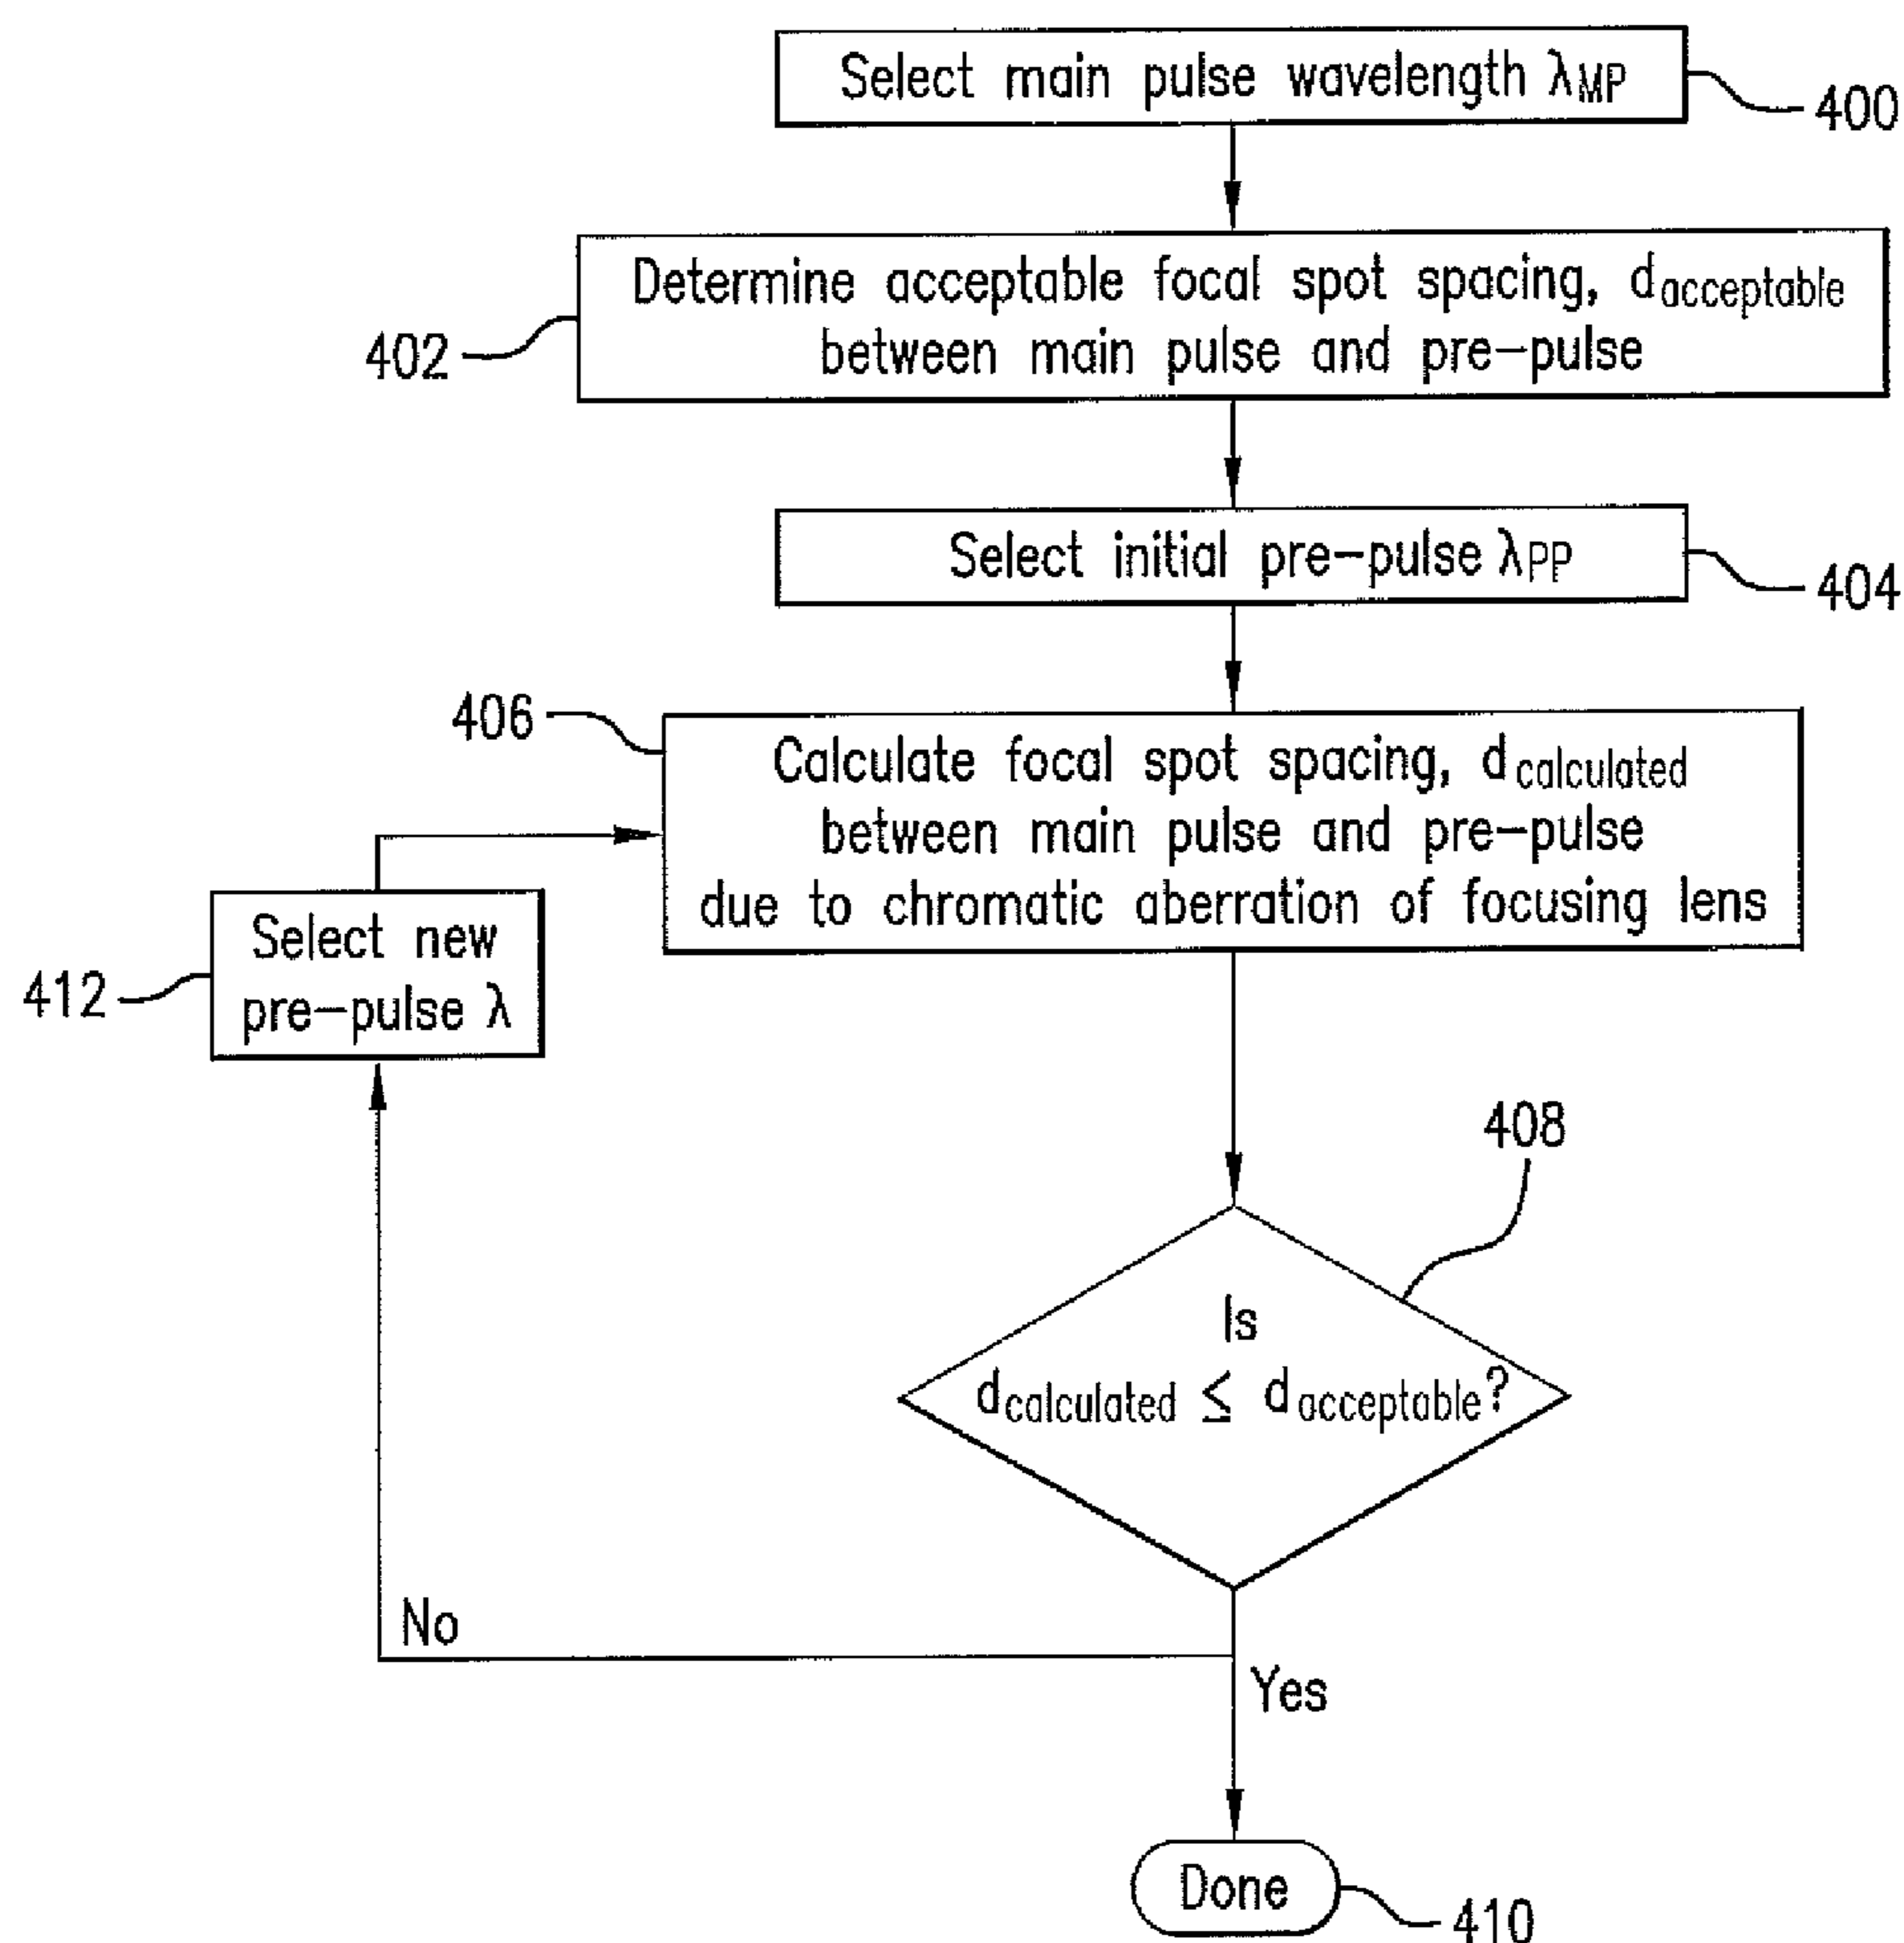 Select main pulse wavelength λMP
400
Determine acceptable focal spot spacing, dacceptable
between main pulse and pre-pulse
402
Select initial pre-pulse λPP
404
406
Calculate focal spot spacing, dcalculated
between main pulse and pre-pulse
due to chromatic aberration of focusing lens
Select new
pre-pulse λ
412
408
Is
dcalculated ≤ dacceptable?
No
Yes
Done
410